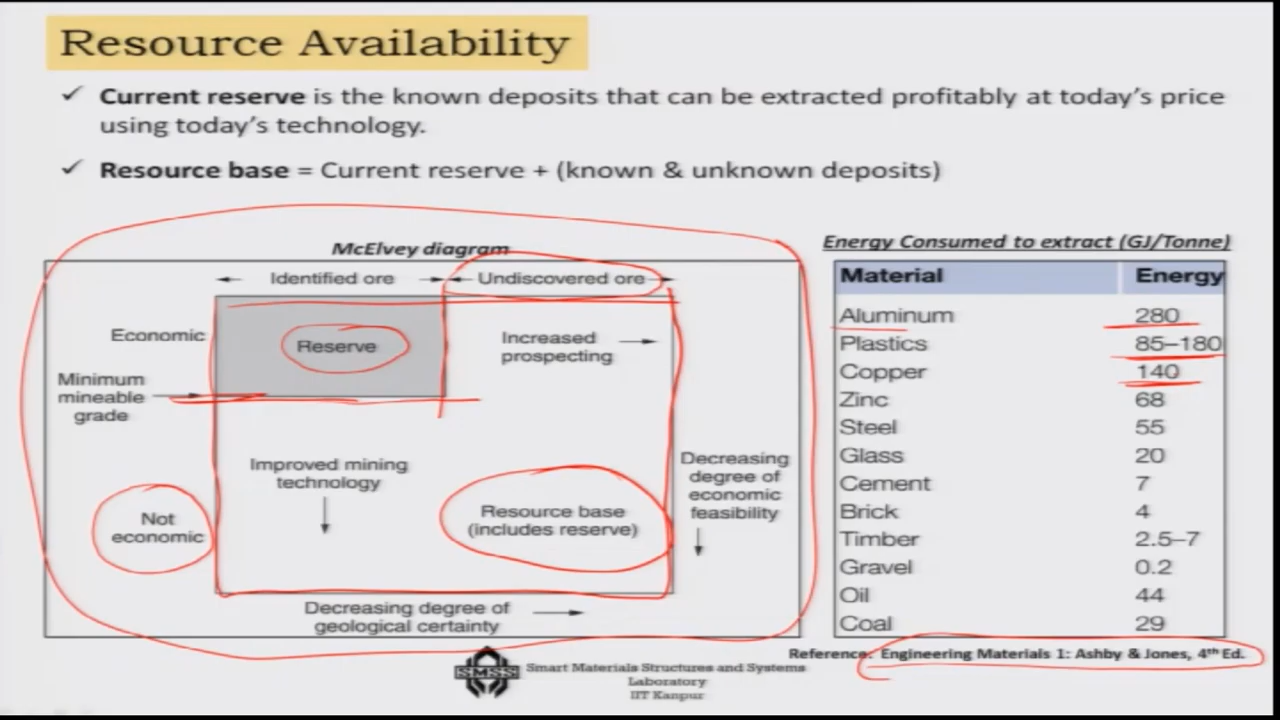 Resource Availability
✓ Current reserve is the known deposits that can be extracted profitably at today's price
using today's technology.
✓ Resource base = Current reserve + (known & unknown deposits)
McElvey diagram
Identified ore
Undiscovered ore
Economic
Reserve
Increased
prospecting
Minimum
mineable
grade
Improved mining
technology
Not
economic
Resource base
(includes reserve)
Decreasing
degree of
economic
feasibility
Decreasing degree of
geological certainty
Energy Consumed to extract (GJ/Tonne)
Material Energy
Aluminum 280
Plastics 85–180
Copper 140
Zinc 68
Steel 55
Glass 20
Cement 7
Brick 4
Timber 2.5–7
Gravel 0.2
Oil 44
Coal 29
Reference: Engineering Materials 1: Ashby & Jones, 4th Ed.
SMSS
Smart Materials Structures and Systems
Laboratory
IIT Kanpur